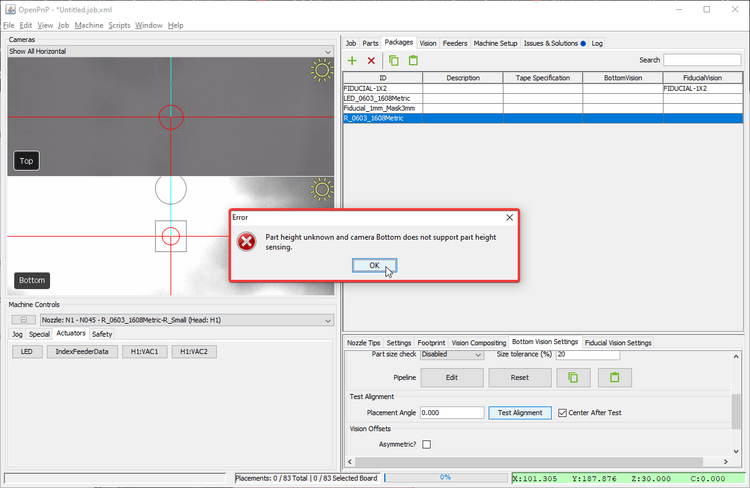 OpenPnP - *Untitled.job.xml
File Edit View Job Machine Scripts Window Help
Cameras
Show All Horizontal
Top
Bottom
Machine Controls
Nozzle: N1 - N045 - R_0603_1608Metric-R_Small (Head: H1)
Jog Special Actuators Safety
LED IndexFeederData H1:VAC1 H1:VAC2
Job Parts Packages Vision Feeders Machine Setup Issues & Solutions Log
Search
ID Description Tape Specification BottomVision FiducialVision
FIDUCIAL-1X2 FIDUCIAL-1X2
LED_0603_1608Metric
Fiducial_1mm_Mask3mm
R_0603_1608Metric
Error
Part height unknown and camera Bottom does not support part height
sensing.
OK
Nozzle Tips Settings Footprint Vision Compositing Bottom Vision Settings Fiducial Vision Settings
Part size check Disabled Size tolerance (%) 20
Pipeline Edit Reset
Test Alignment
Placement Angle 0.000 Test Alignment Center After Test
Vision Offsets
Asymmetric?
Placements: 0 / 83 Total | 0 / 83 Selected Board 0% X:101.305 Y:187.876 Z:30.000 C:0.000